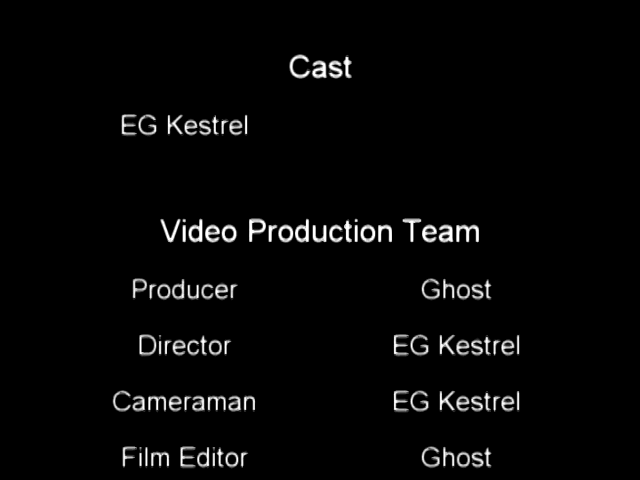 Cast
EG Kestrel
Video Production Team
Producer Ghost
Director EG Kestrel
Cameraman EG Kestrel
Film Editor Ghost